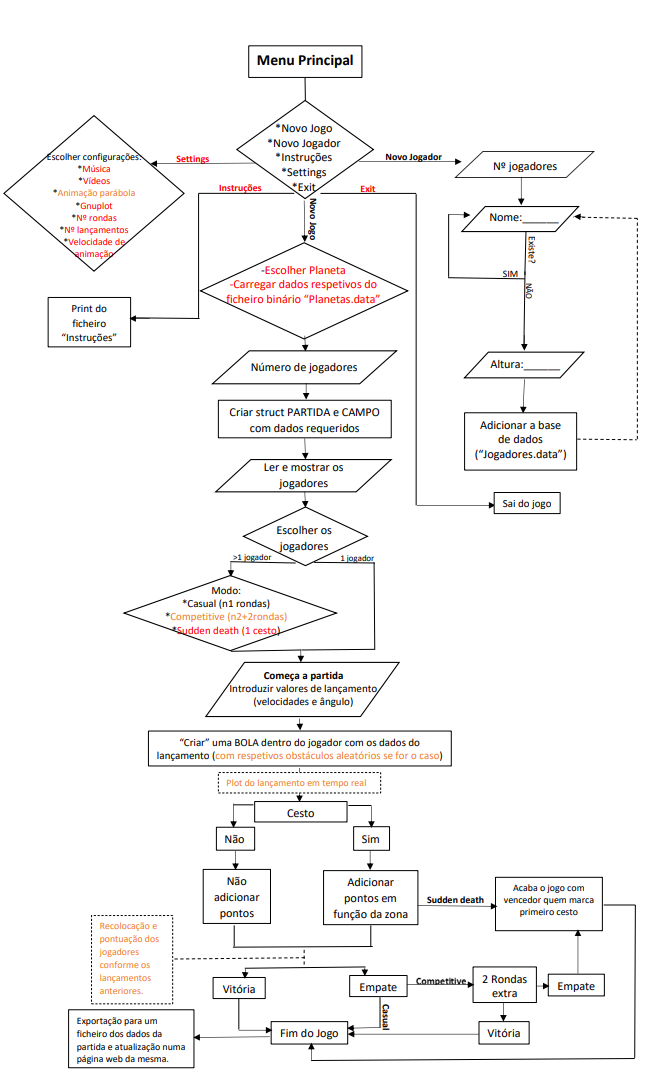 Menu Principal
*Novo Jogo
*Novo Jogador
*Instruções
*Settings
*Exit
Settings
Escolher configurações:
*Música
*Vídeos
*Animação parábola
*Gnuplot
*Nº rondas
*Nº lançamentos
*Velocidade de
animação
Instruções
Exit
Novo Jogo
Novo Jogador
Nº jogadores
Nome:______
Existe?
SIM
NÃO
Altura:______
Adicionar a base
de dados
("Jogadores.data")
Print do
ficheiro
"Instruções"
-Escolher Planeta
-Carregar dados respetivos do
ficheiro binário "Planetas.data"
Número de jogadores
Criar struct PARTIDA e CAMPO
com dados requeridos
Ler e mostrar os
jogadores
Sai do jogo
Escolher os
jogadores
>1 jogador
1 jogador
Modo:
*Casual (n1 rondas)
*Competitive (n2+2rondas)
*Sudden death (1 cesto)
Começa a partida
Introduzir valores de lançamento
(velocidades e ângulo)
"Criar" uma BOLA dentro do jogador com os dados do
lançamento (com respetivos obstáculos aleatórios se for o caso)
Plot do lançamento em tempo real
Cesto
Não
Sim
Não
adicionar
pontos
Adicionar
pontos em
função da zona
Sudden death
Acaba o jogo com
vencedor quem marca
primeiro cesto
Recolocação e
pontuação dos
jogadores
conforme os
lançamentos
anteriores.
Vitória
Empate
Competitive
2 Rondas
extra
Empate
Casual
Vitória
Fim do Jogo
Exportação para um
ficheiro dos dados da
partida e atualização numa
página web da mesma.